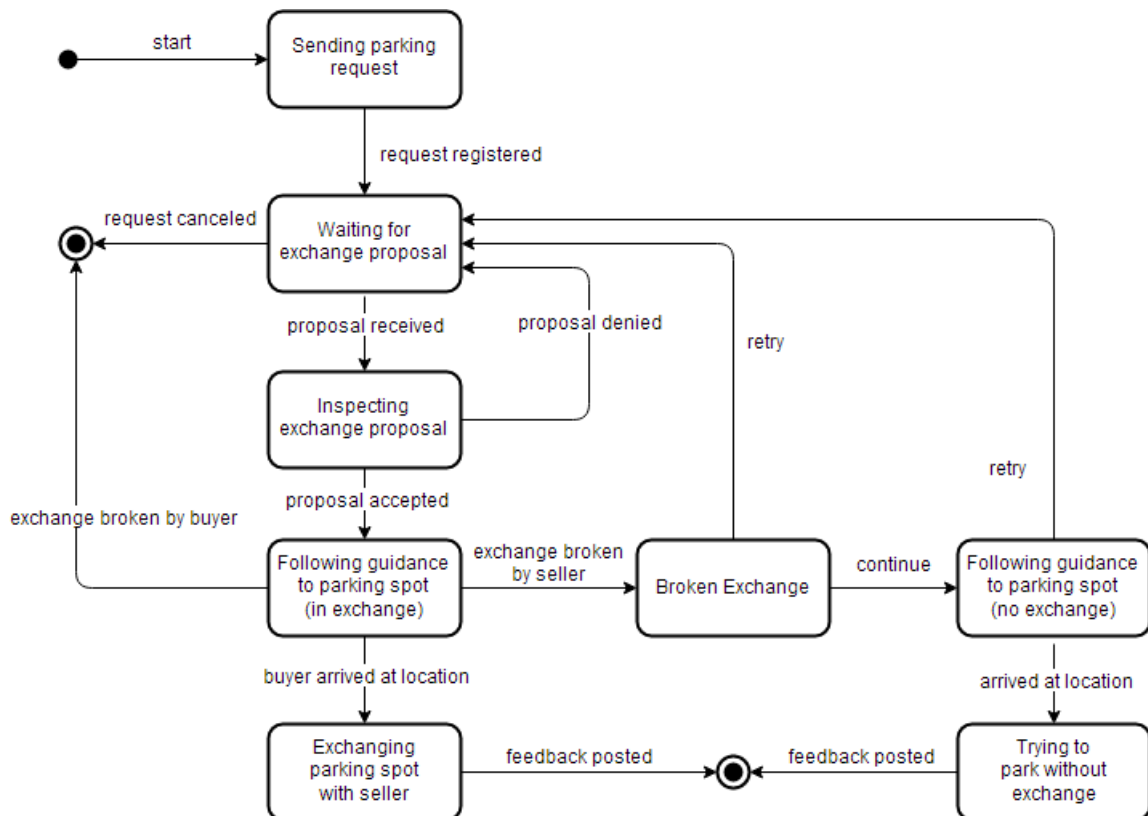 start
Sending parking
request
request registered
request canceled
Waiting for
exchange proposal
proposal received
proposal denied
retry
Inspecting
exchange proposal
retry
proposal accepted
exchange broken by buyer
Following guidance
to parking spot
(in exchange)
exchange broken
by seller
Broken Exchange
continue
Following guidance
to parking spot
(no exchange)
buyer arrived at location
arrived at location
Exchanging
parking spot
with seller
feedback posted
feedback posted
Trying to
park without
exchange